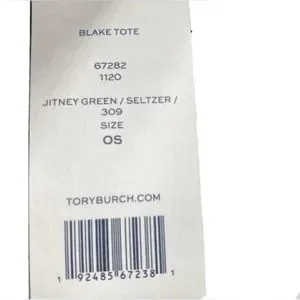 BLAKE TOTE
67282
1120
JITNEY GREEN / SELTZER /
309
SIZE
OS
TORYBURCH.COM
1 92485 67238 1